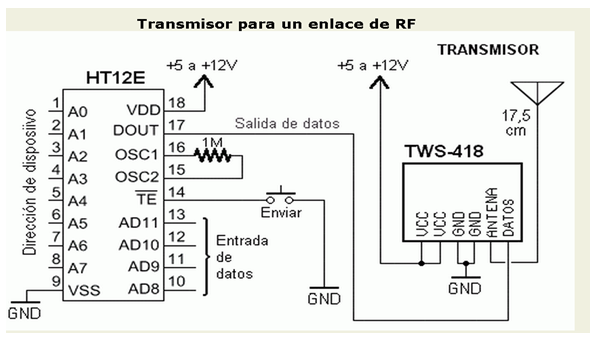 Transmisor para un enlace de RF
TRANSMISOR
+5 a +12V
+5 a +12V
HT12E
17,5
cm
TWS-418
Dirección de disposiivo
1 A0 VDD 18
2 A1 DOUT 17 Salida de datos
3 A2 OSC1 16 1M
4 A3 OSC2 15
5 A4 TE 14 Enviar
6 A5 AD11 13
7 A6 AD10 12
8 A7 AD9 11
9 VSS AD8 10
Entrada
de
datos
VCC
VCC
GND
GND
ANTENA
DATOS
GND
GND
GND